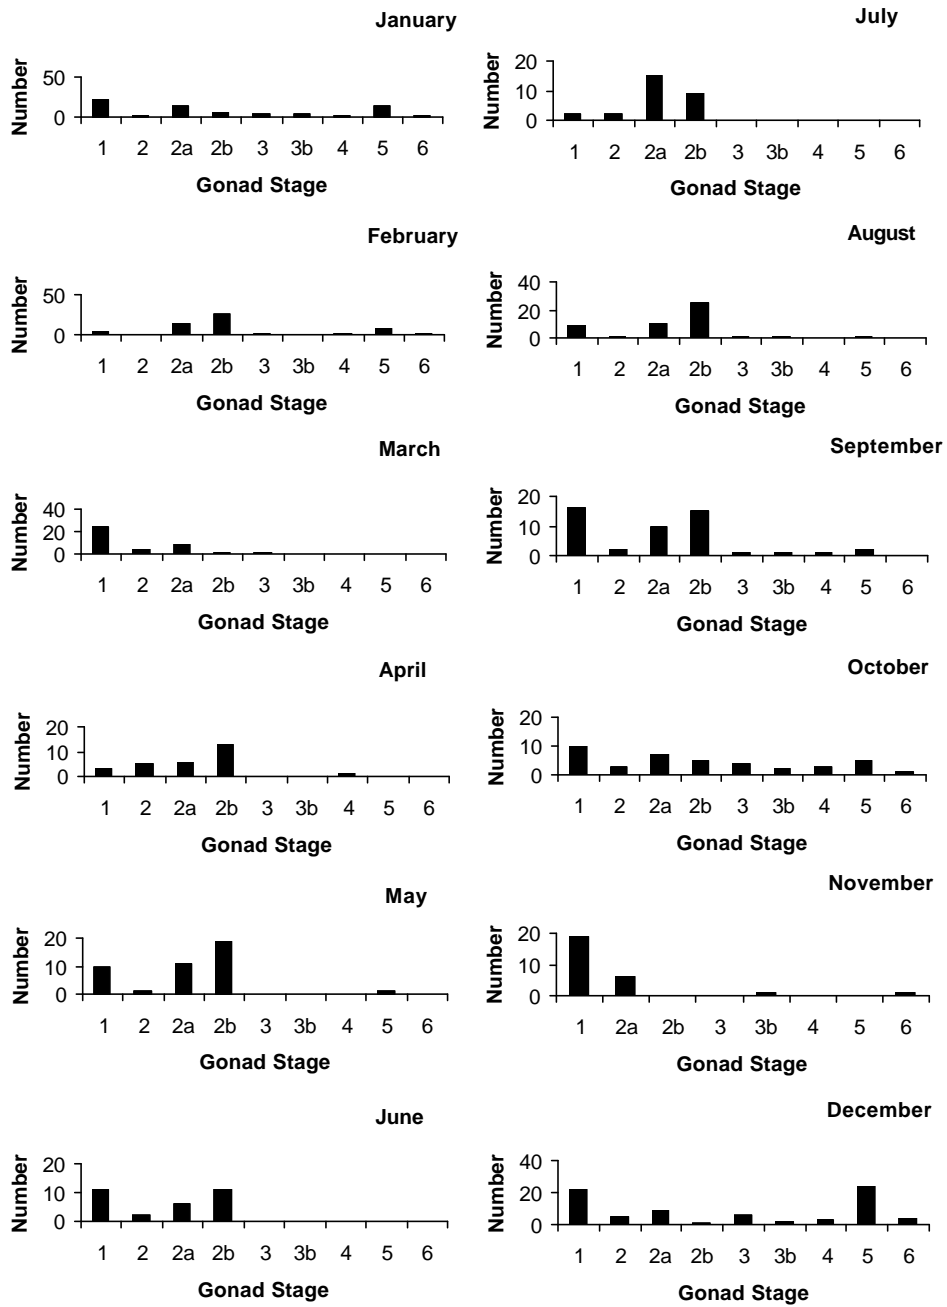 January
Number
50
0
1 2 2a 2b 3 3b 4 5 6
Gonad Stage
February
Number
50
0
1 2 2a 2b 3 3b 4 5 6
Gonad Stage
March
Number
40
20
0
1 2 2a 2b 3 3b 4 5 6
Gonad Stage
April
Number
20
10
0
1 2 2a 2b 3 3b 4 5 6
Gonad Stage
May
Number
20
10
0
1 2 2a 2b 3 3b 4 5 6
Gonad Stage
June
Number
20
10
0
1 2 2a 2b 3 3b 4 5 6
Gonad Stage
July
Number
20
10
0
1 2 2a 2b 3 3b 4 5 6
Gonad Stage
August
Number
40
20
0
1 2 2a 2b 3 3b 4 5 6
Gonad Stage
September
Number
20
10
0
1 2 2a 2b 3 3b 4 5 6
Gonad Stage
October
Number
20
10
0
1 2 2a 2b 3 3b 4 5 6
Gonad Stage
November
Number
20
10
0
1 2a 2b 3 3b 4 5 6
Gonad Stage
December
Number
40
20
0
1 2 2a 2b 3 3b 4 5 6
Gonad Stage